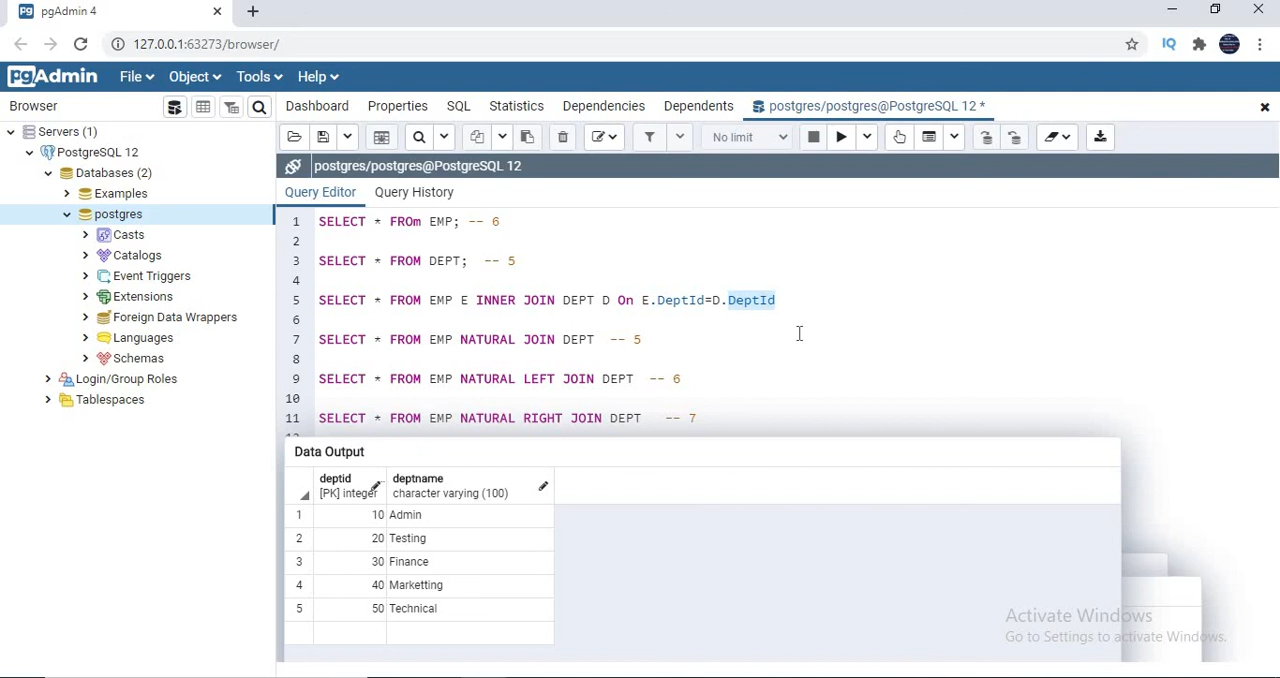 pgAdmin 4
127.0.0.1:63273/browser/
IQ
pgAdmin File Object Tools Help
Browser
Dashboard Properties SQL Statistics Dependencies Dependents postgres/postgres@PostgreSQL 12 *
Servers (1)
PostgreSQL 12
Databases (2)
Examples
postgres
Casts
Catalogs
Event Triggers
Extensions
Foreign Data Wrappers
Languages
Schemas
Login/Group Roles
Tablespaces
No limit
postgres/postgres@PostgreSQL 12
Query Editor Query History
1 SELECT * FROm EMP; -- 6
2
3 SELECT * FROM DEPT; -- 5
4
5 SELECT * FROM EMP E INNER JOIN DEPT D On E.DeptId=D.DeptId
6
7 SELECT * FROM EMP NATURAL JOIN DEPT -- 5
8
9 SELECT * FROM EMP NATURAL LEFT JOIN DEPT -- 6
10
11 SELECT * FROM EMP NATURAL RIGHT JOIN DEPT -- 7
Data Output
deptid deptname
[PK] integer character varying (100)
1 10 Admin
2 20 Testing
3 30 Finance
4 40 Marketting
5 50 Technical
Activate Windows
Go to Settings to activate Windows.